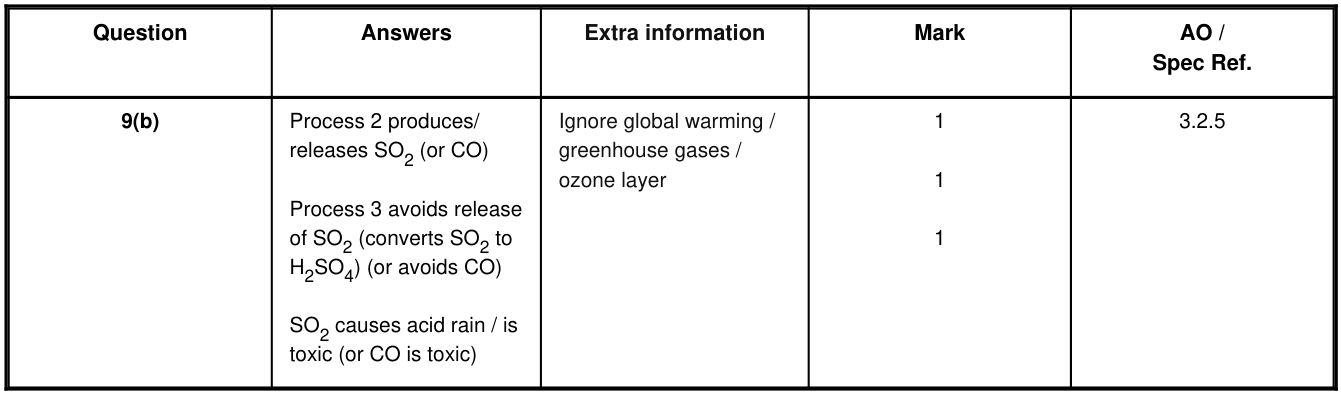 Question Answers Extra information Mark AO /
Spec Ref.
9(b) Process 2 produces/ Ignore global warming / 1 3.2.5
releases SO₂ (or CO) greenhouse gases /
ozone layer 1
Process 3 avoids release
of SO₂ (converts SO₂ to 1
H₂SO₄) (or avoids CO)
SO₂ causes acid rain / is
toxic (or CO is toxic)